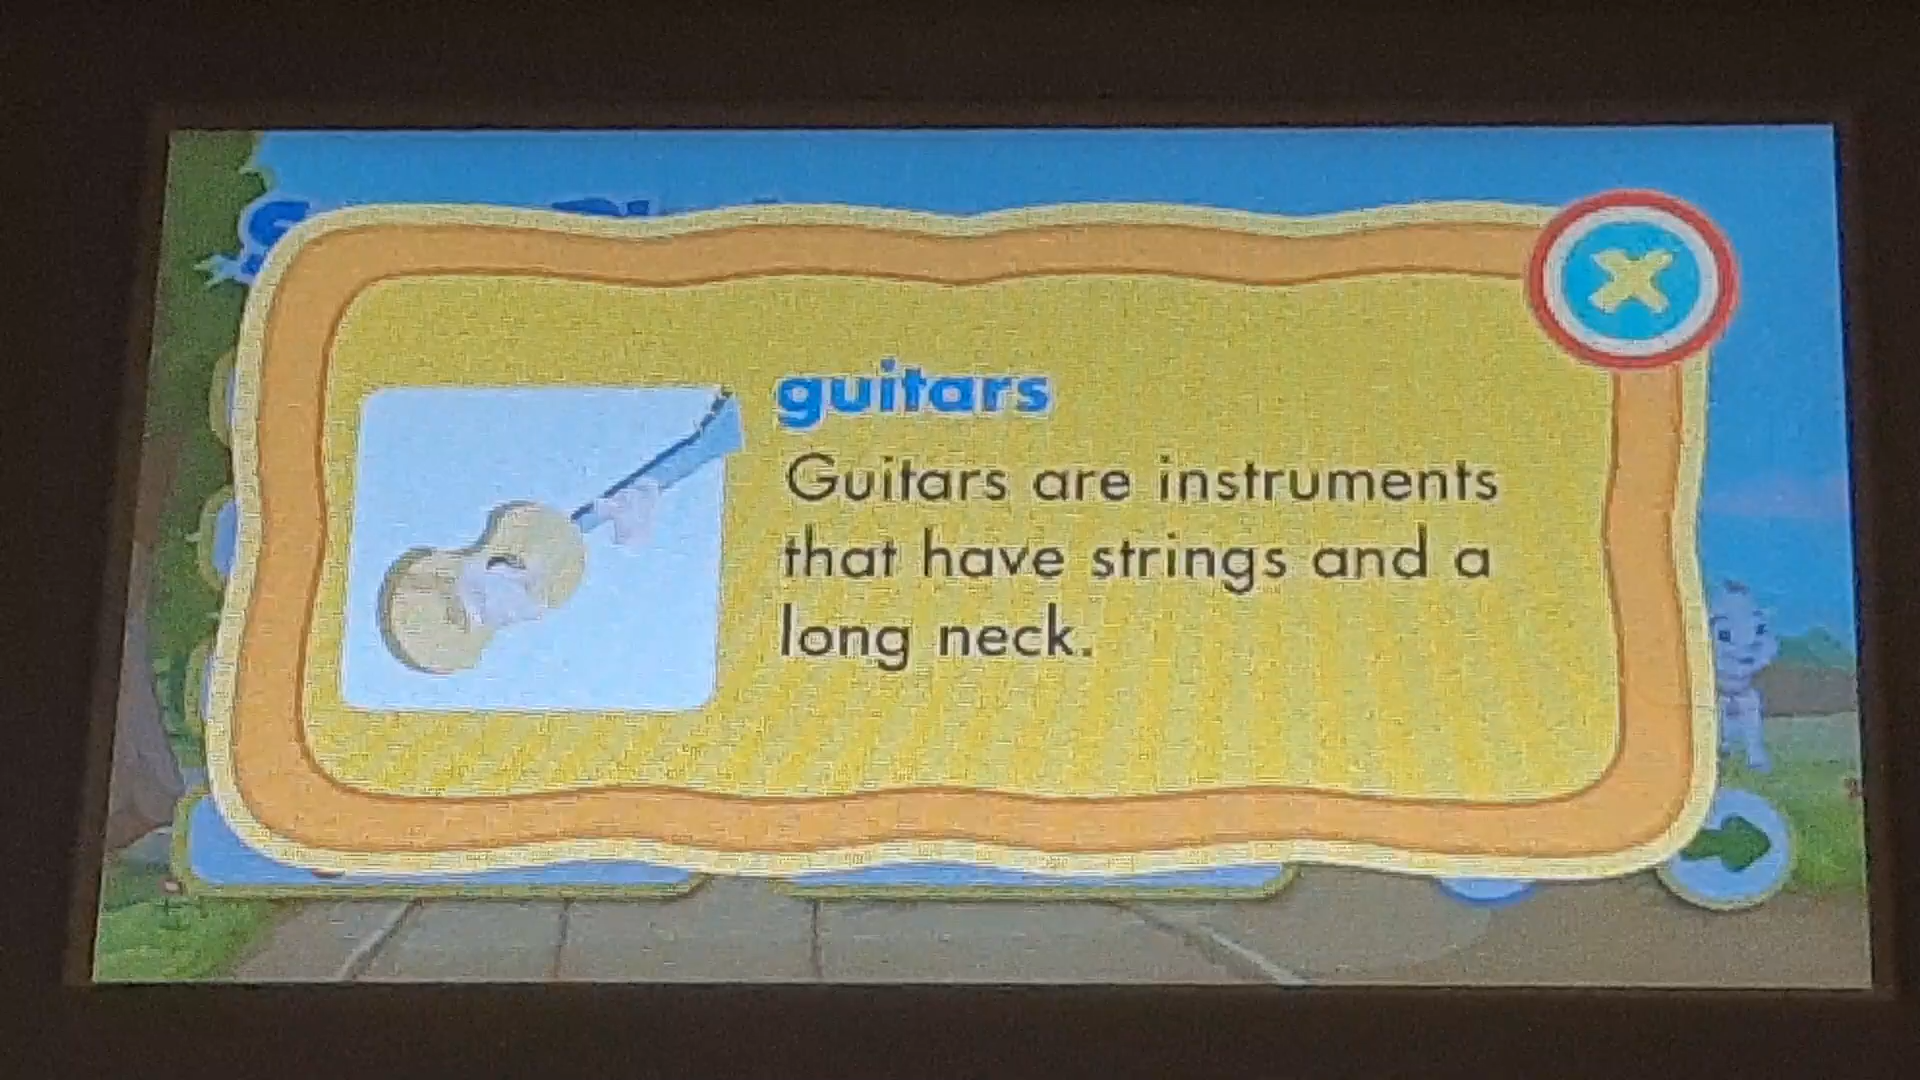 guitars
Guitars are instruments
that have strings and a
long neck.